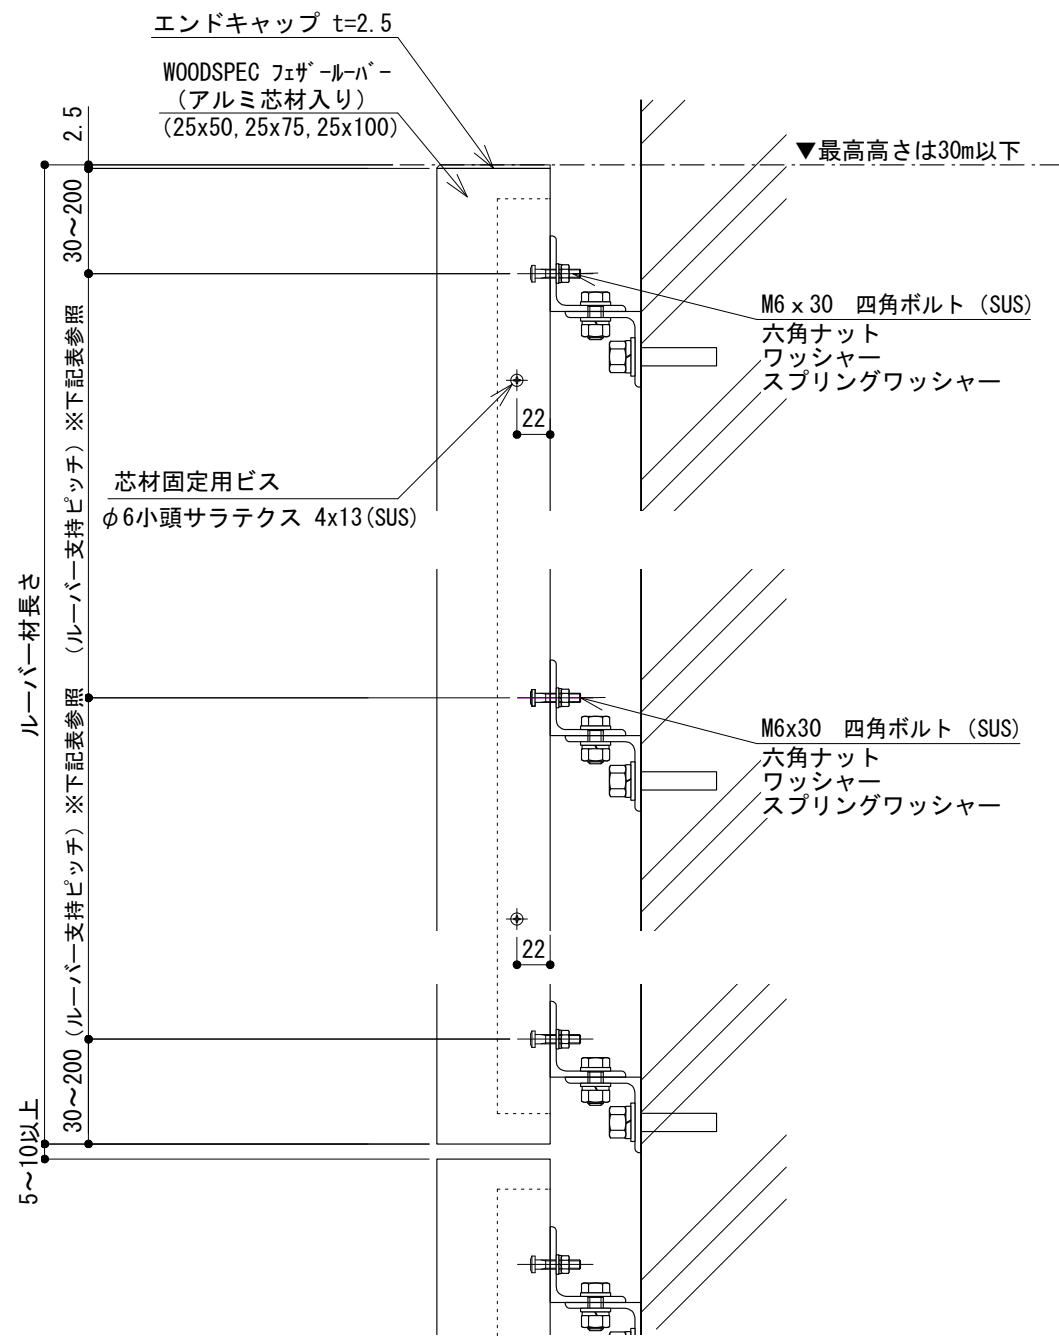 エンドキャップ t=2.5
WOODSPEC フェザールーバー
(アルミ芯材入り)
(25x50, 25x75, 25x100)
▼最高高さは30m以下
2.5
30〜200
(ルーバー支持ピッチ) ※下記表参照
(ルーバー支持ピッチ) ※下記表参照
30〜200
ルーバー材長さ
5〜10以上
M6ｘ30 四角ボルト (SUS)
六角ナット
ワッシャー
スプリングワッシャー
22
芯材固定用ビス
φ6小頭サラテクス 4x13(SUS)
M6x30 四角ボルト (SUS)
六角ナット
ワッシャー
スプリングワッシャー
22